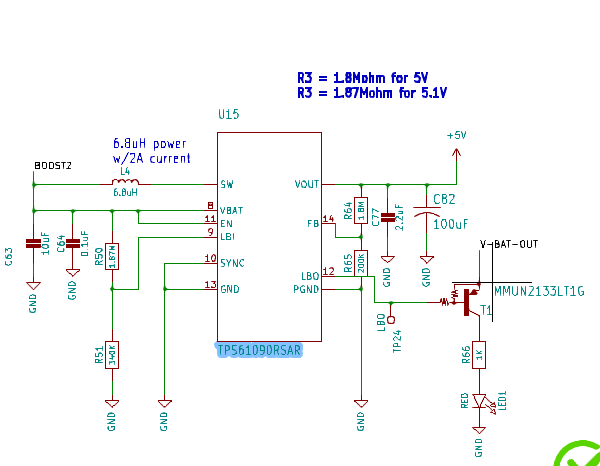 R3 = 1.8Mohm for 5V
R3 = 1.87Mohm for 5.1V
U15
+5V
6.8uH power
w/2A current
BOOST2
L4
6.8uH
SW
VOUT
8
VBAT
11
EN
9
LBI
10
SYNC
13
GND
14
FB
12
LBO
PGND
R64
1.8M
C77
2.2uF
C82
100uF
C63
10uF
C64
0.1uF
R50
1.87M
R65
200K
GND
GND
GND
GND
V-BAT-OUT
MMUN2133LT1G
T1
LBO
TP24
R51
340K
TPS61090RSAR
R66
1K
RED
LED1
GND
GND
GND
GND